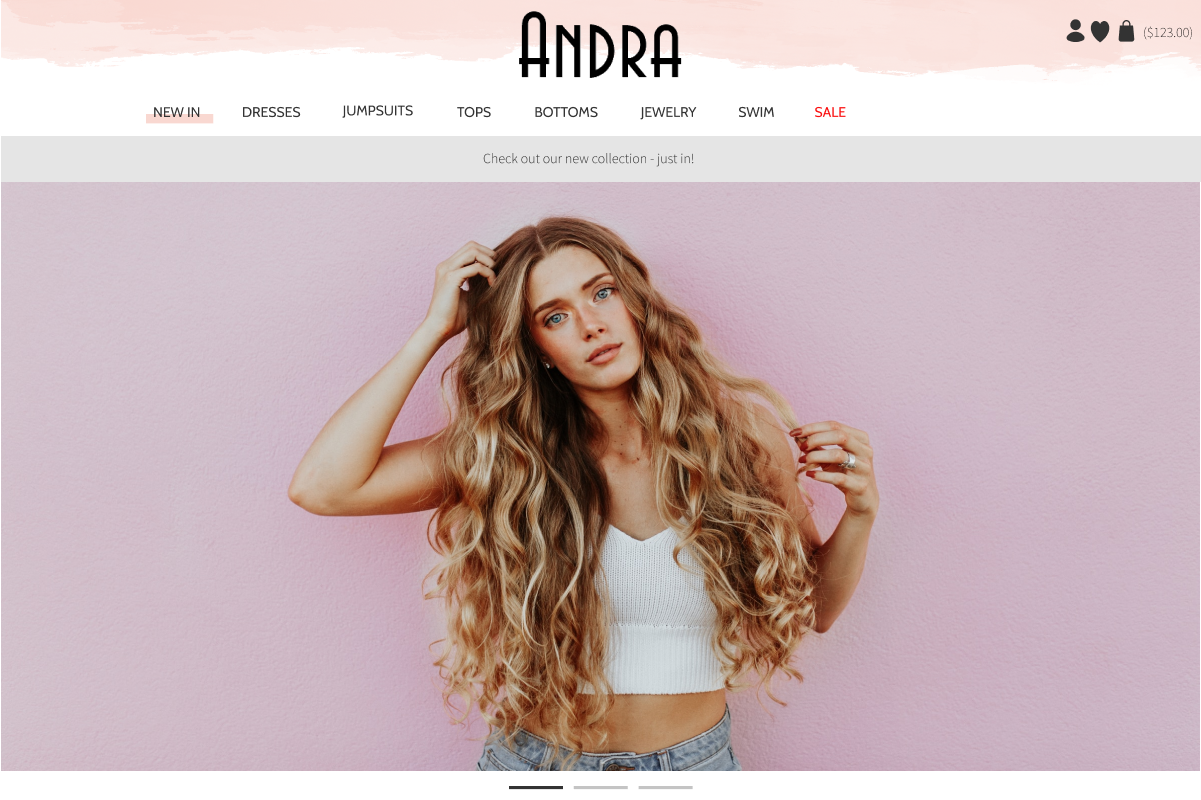 ANDRA
($123.00)
NEW IN DRESSES JUMPSUITS TOPS BOTTOMS JEWELRY SWIM SALE
Check out our new collection - just in!